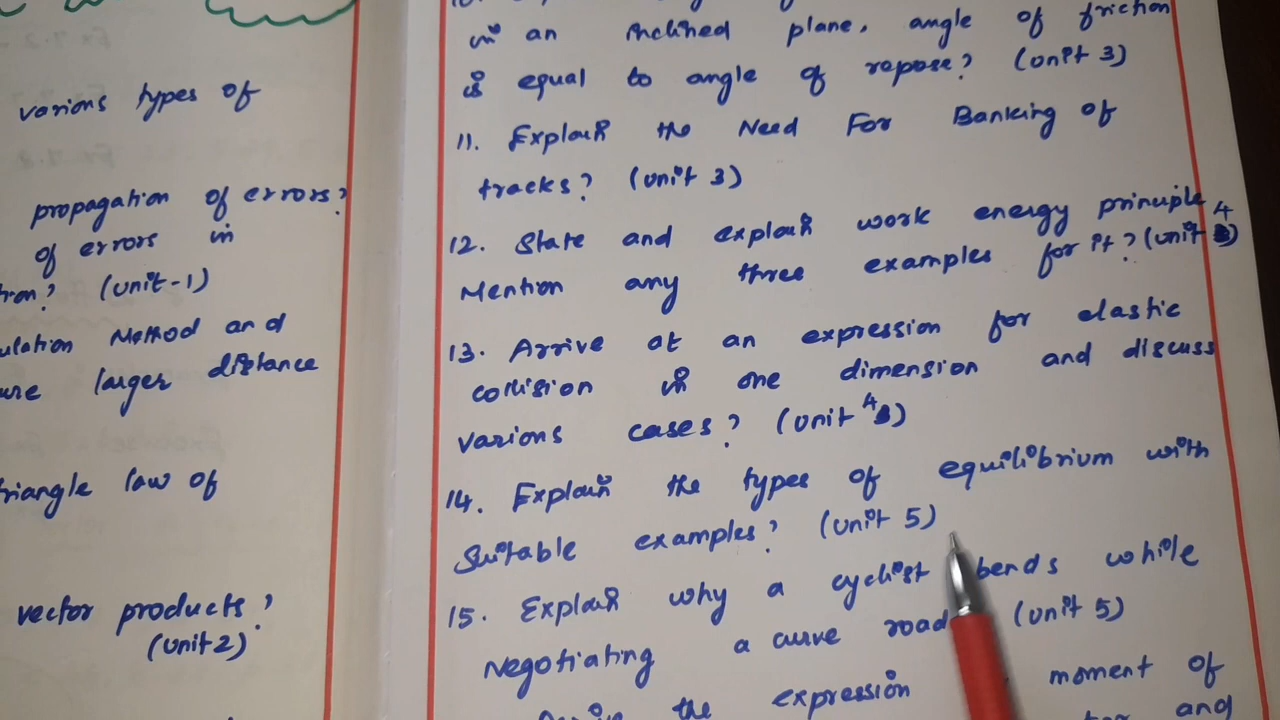 various types of
propagation of errors?
of errors in
(unit-1)
Method and
larger distance
law of
vector products?
(unit 2)
in an inclined plane, angle of friction
is equal to angle of repose? (unit 3)
11. Explain the Need For Banking of
tracks? (unit 3)
12. State and explain work energy principle
Mention any three examples for it? (unit 4)
13. Arrive at an expression for elastic
collision in one dimension and discuss
various cases? (unit 4)
14. Explain the types of equilibrium with
Suitable examples? (unit 5)
15. Explain why a cyclist bends while
Negotiating a curve road (unit 5)
the expression moment of
and